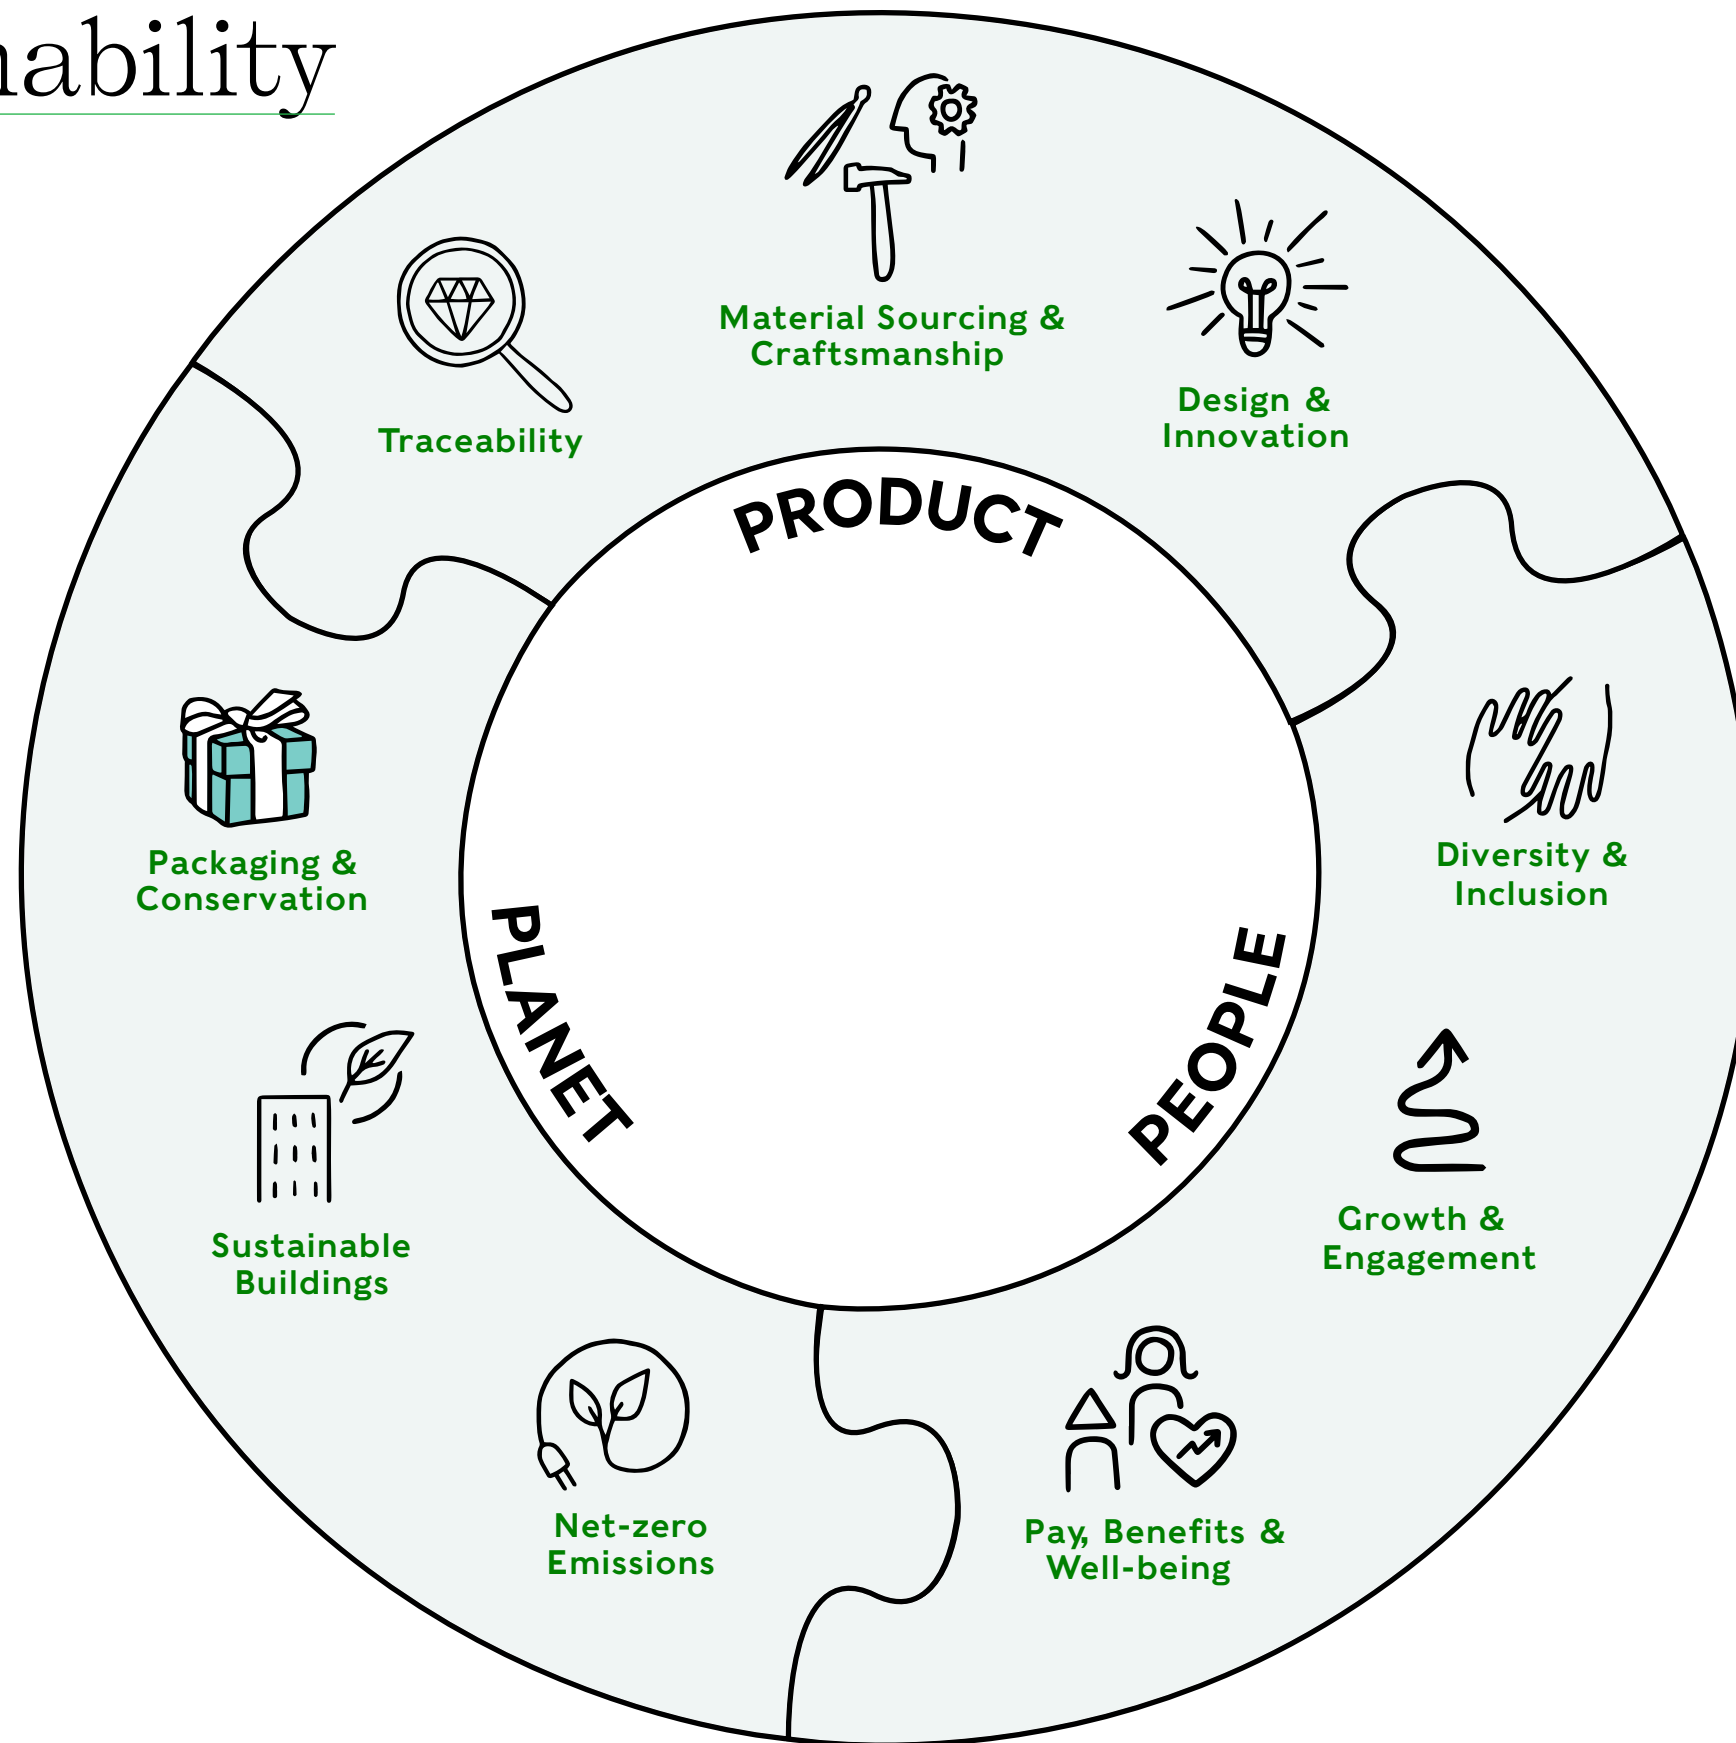 nability
Material Sourcing &
Craftsmanship
Design &
Innovation
Traceability
PRODUCT
Packaging &
Conservation
Diversity &
Inclusion
PLANET
PEOPLE
Sustainable
Buildings
Growth &
Engagement
Net-zero
Emissions
Pay, Benefits &
Well-being